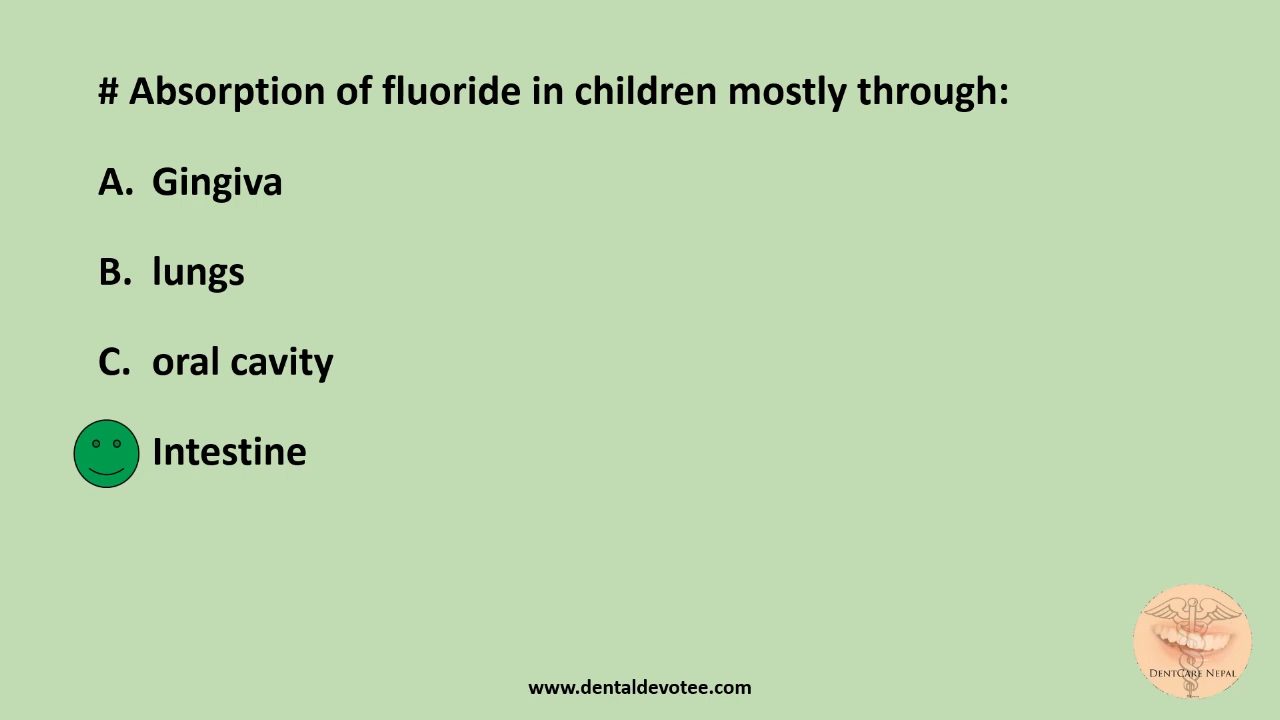 # Absorption of fluoride in children mostly through:
A. Gingiva
B. lungs
C. oral cavity
Intestine
DENTCARE NEPAL
www.dentaldevotee.com